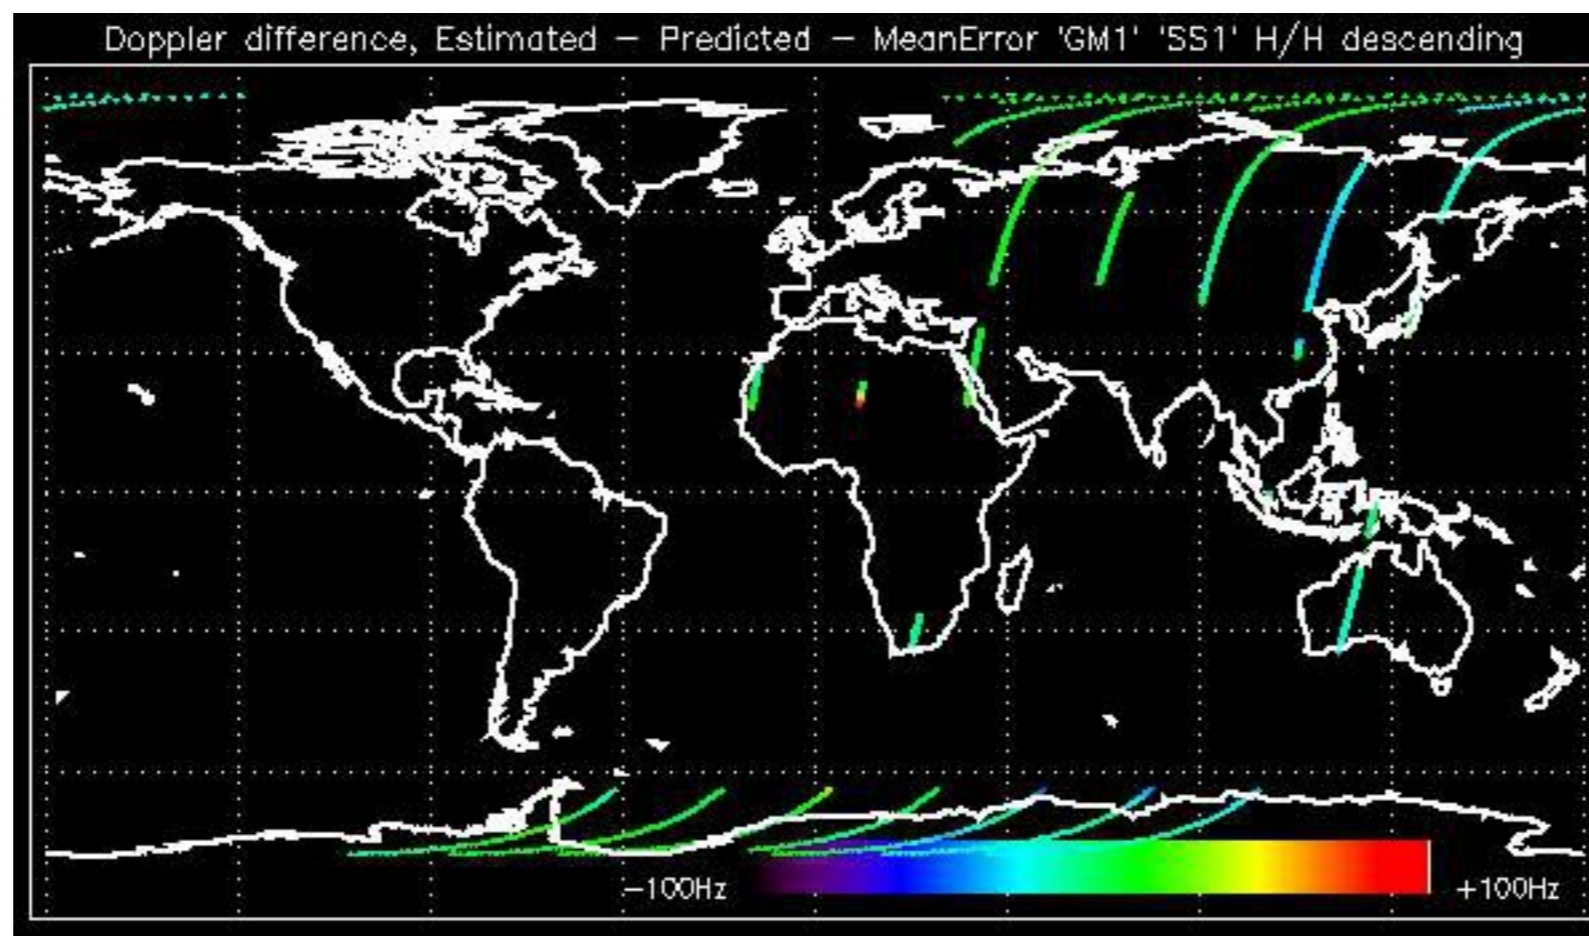 Doppler difference, Estimated – Predicted – MeanError 'GM1' 'SS1' H/H descending
−100Hz
+100Hz